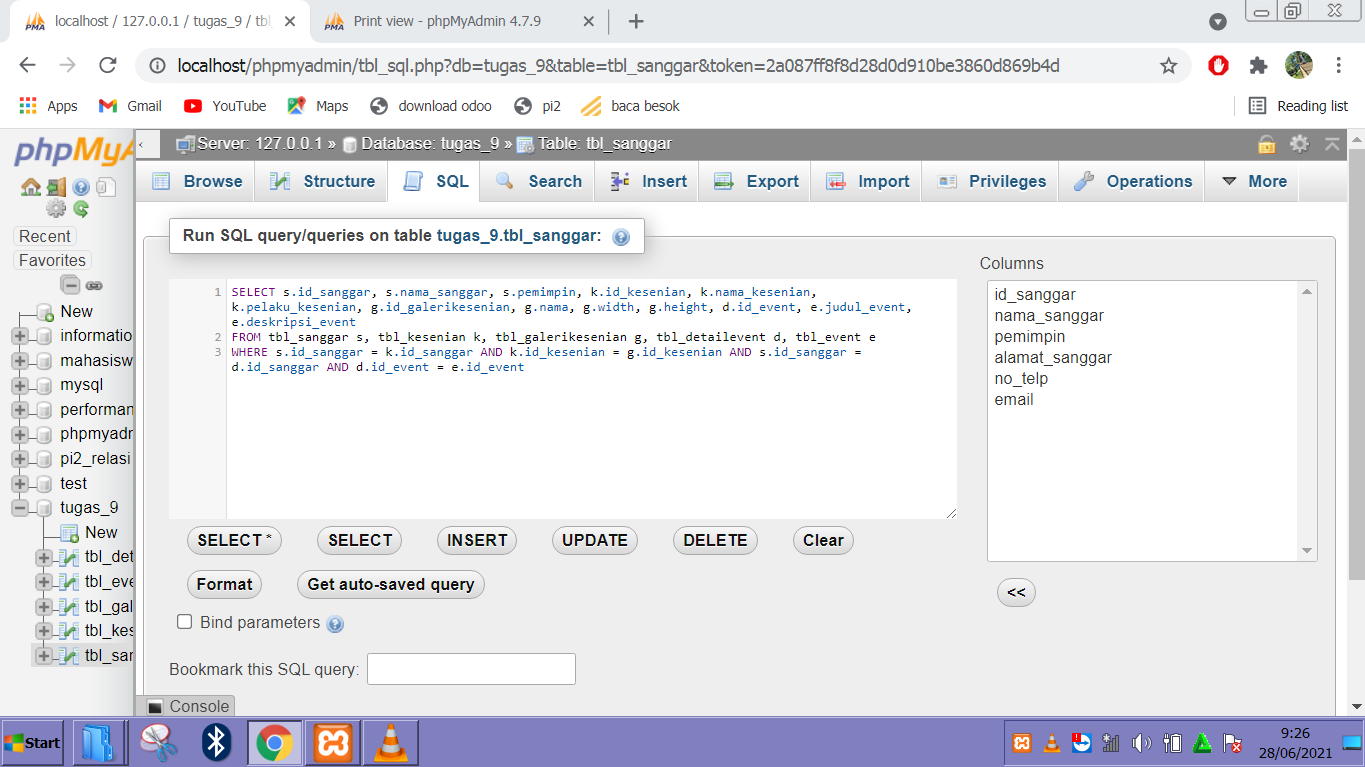 localhost / 127.0.0.1 / tugas_9 / tbl
Print view - phpMyAdmin 4.7.9
localhost/phpmyadmin/tbl_sql.php?db=tugas_9&table=tbl_sanggar&token=2a087ff8f8d28d0d910be3860d869b4d
Apps Gmail YouTube Maps download odoo pi2 baca besok Reading list
phpMyA
Server: 127.0.0.1 » Database: tugas_9 » Table: tbl_sanggar
Browse Structure SQL Search Insert Export Import Privileges Operations More
Recent
Favorites
New
informatio
mahasisw
mysql
performan
phpmyadr
pi2_relasi
test
tugas_9
New
tbl_det
tbl_eve
tbl_gal
tbl_kes
tbl_sar
Run SQL query/queries on table tugas_9.tbl_sanggar:
1 SELECT s.id_sanggar, s.nama_sanggar, s.pemimpin, k.id_kesenian, k.nama_kesenian,
k.pelaku_kesenian, g.id_galerikesenian, g.nama, g.width, g.height, d.id_event, e.judul_event,
e.deskripsi_event
2 FROM tbl_sanggar s, tbl_kesenian k, tbl_galerikesenian g, tbl_detailevent d, tbl_event e
3 WHERE s.id_sanggar = k.id_sanggar AND k.id_kesenian = g.id_kesenian AND s.id_sanggar =
d.id_sanggar AND d.id_event = e.id_event
Columns
id_sanggar
nama_sanggar
pemimpin
alamat_sanggar
no_telp
email
<<
SELECT * SELECT INSERT UPDATE DELETE Clear
Format Get auto-saved query
Bind parameters
Bookmark this SQL query:
Console
Start
9:26
28/06/2021